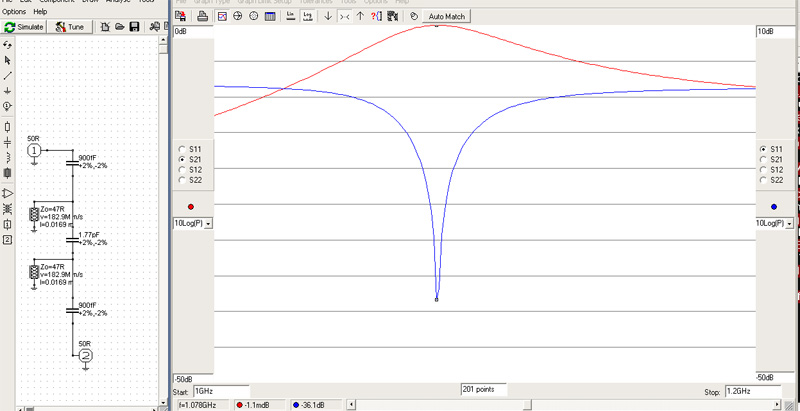 Options Help
Simulate Tune
Auto Match
50R
1
900fF
+2%,-2%
Zo=47R
v=182.9M m/s
l=0.0169 m
1.77pF
+2%,-2%
Zo=47R
v=182.9M m/s
l=0.0169 m
900fF
+2%,-2%
50R
2
0dB
S11
S21
S12
S22
10Log(P)
-50dB
10dB
S11
S21
S12
S22
10Log(P)
-50dB
Start: 1GHz
201 points
Stop: 1.2GHz
f=1.078GHz -1.1mdB -36.1dB